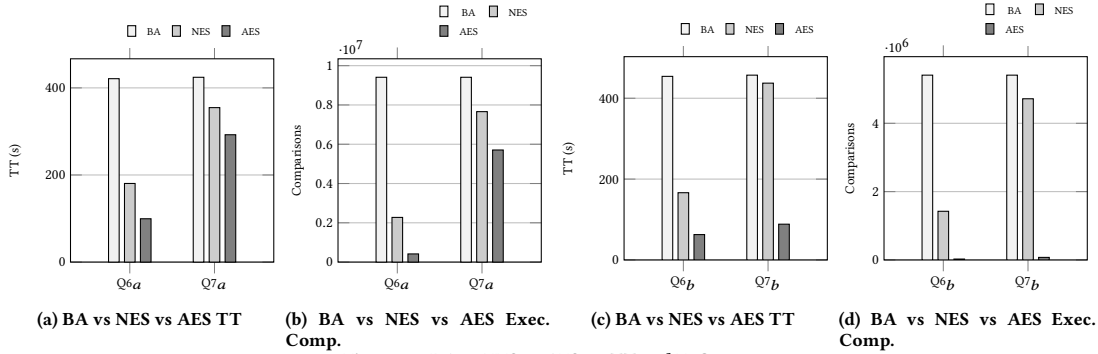 BA NES AES
TT (s)
400
200
0
Q6a Q7a
(a) BA vs NES vs AES TT
BA NES
AES
·10^7
Comparisons
1
0.8
0.6
0.4
0.2
0
Q6a Q7a
(b) BA vs NES vs AES Exec.
Comp.
BA NES AES
TT (s)
400
200
0
Q6b Q7b
(c) BA vs NES vs AES TT
BA NES
AES
·10^6
Comparisons
4
2
0
Q6b Q7b
(d) BA vs NES vs AES Exec.
Comp.